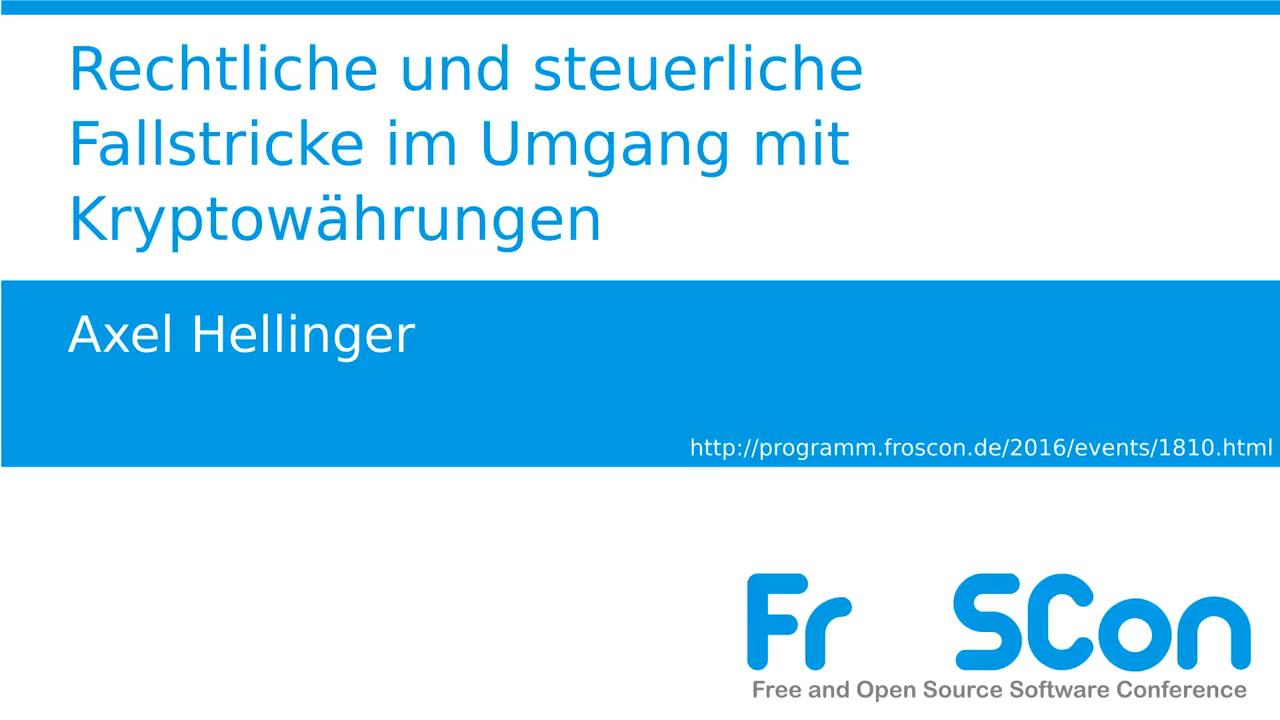 Rechtliche und steuerliche
Fallstricke im Umgang mit
Kryptowährungen
Axel Hellinger
http://programm.froscon.de/2016/events/1810.html
Fr SCon
Free and Open Source Software Conference